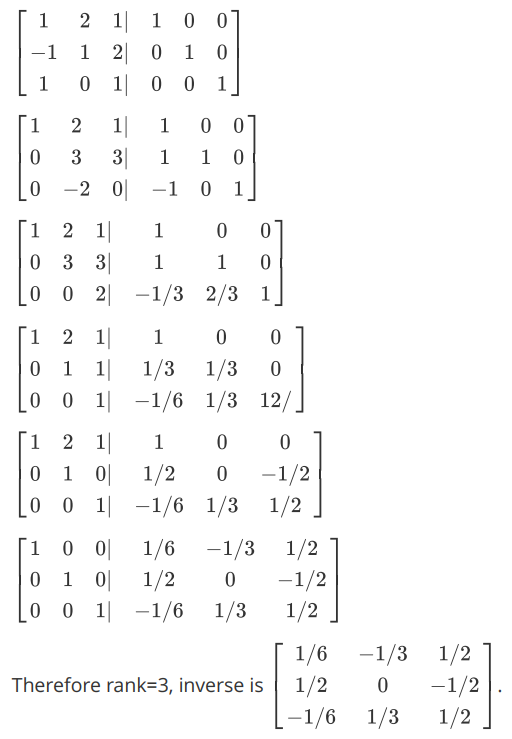 1 2 1| 1 0 0
−1 1 2| 0 1 0
1 0 1| 0 0 1
1 2 1| 1 0 0
0 3 3| 1 1 0
0 −2 0| −1 0 1
1 2 1| 1 0 0
0 3 3| 1 1 0
0 0 2| −1/3 2/3 1
1 2 1| 1 0 0
0 1 1| 1/3 1/3 0
0 0 1| −1/6 1/3 12/
1 2 1| 1 0 0
0 1 0| 1/2 0 −1/2
0 0 1| −1/6 1/3 1/2
1 0 0| 1/6 −1/3 1/2
0 1 0| 1/2 0 −1/2
0 0 1| −1/6 1/3 1/2
1/6 −1/3 1/2
Therefore rank=3, inverse is 1/2 0 −1/2 .
−1/6 1/3 1/2